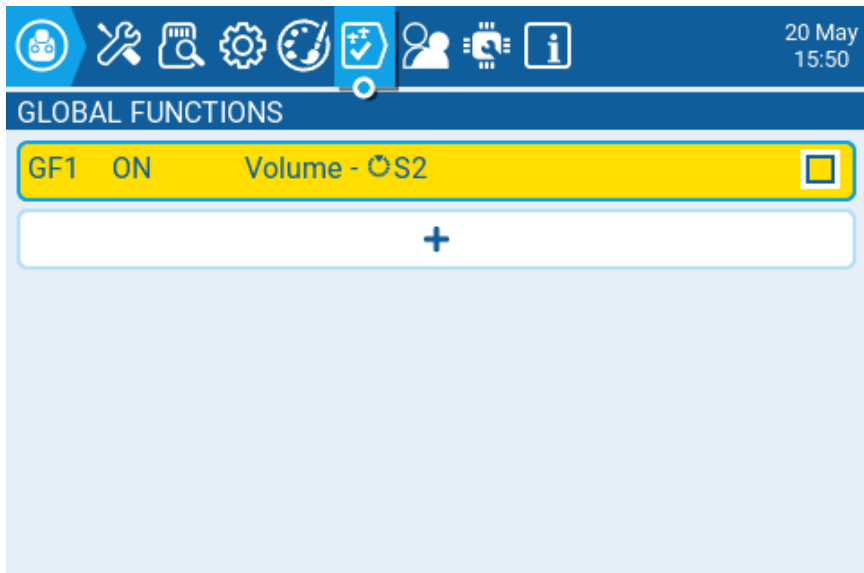 20 May
15:50
GLOBAL FUNCTIONS
GF1 ON Volume - S2
+